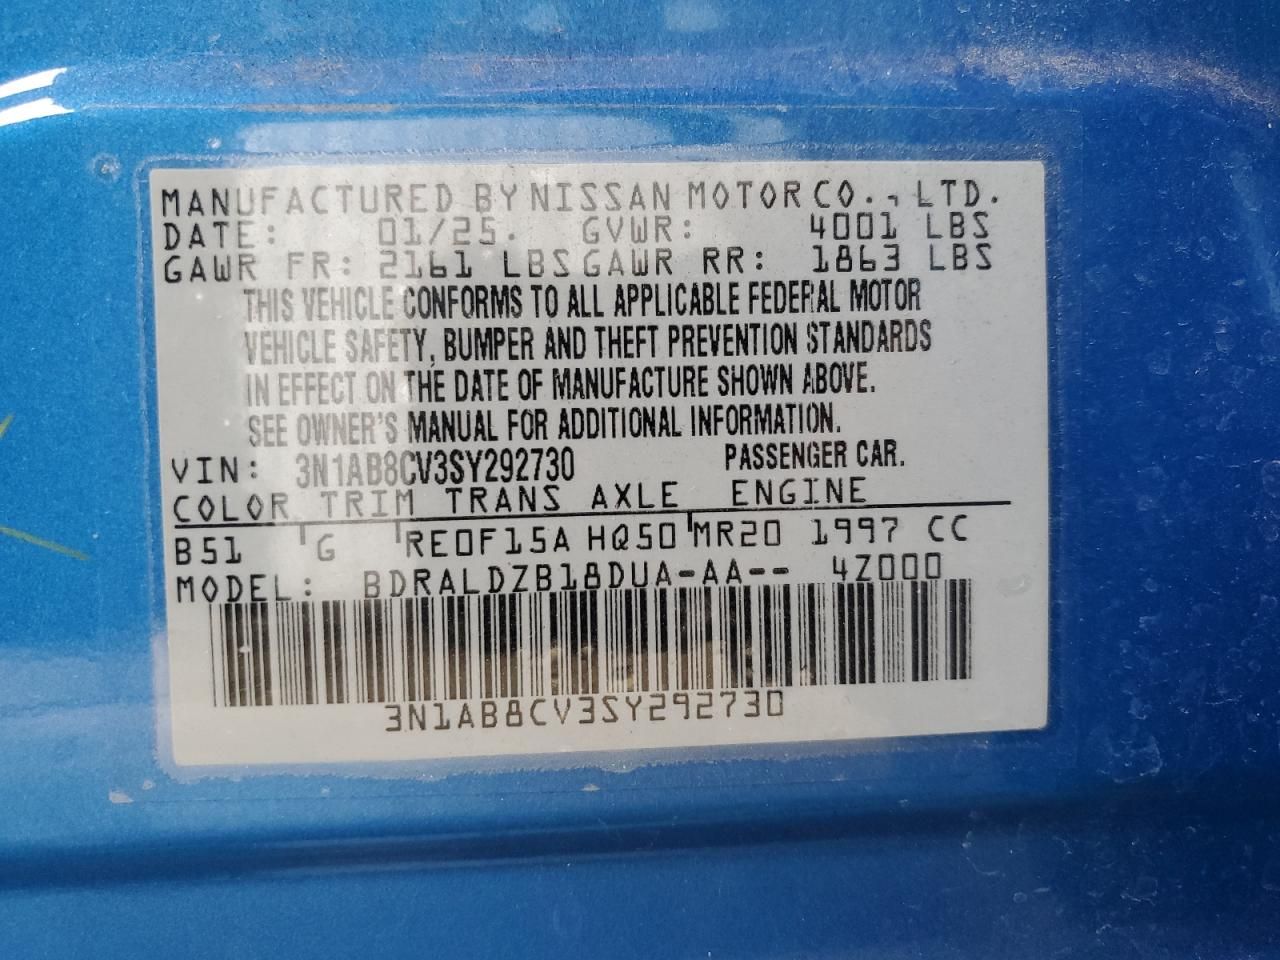 MANUFACTURED BY NISSAN MOTOR CO., LTD.
DATE: 01/25. GVWR: 4001 LBS
GAWR FR: 2161 LBS GAWR RR: 1863 LBS
THIS VEHICLE CONFORMS TO ALL APPLICABLE FEDERAL MOTOR
VEHICLE SAFETY, BUMPER AND THEFT PREVENTION STANDARDS
IN EFFECT ON THE DATE OF MANUFACTURE SHOWN ABOVE.
SEE OWNER'S MANUAL FOR ADDITIONAL INFORMATION.
VIN: 3N1AB8CV3SY292730 PASSENGER CAR.
COLOR TRIM TRANS AXLE ENGINE
B51 G RE0F15A HQ50 MR20 1997 CC
MODEL: BDRALDZB18DUA-AA-- 4Z000
3N1AB8CV3SY292730